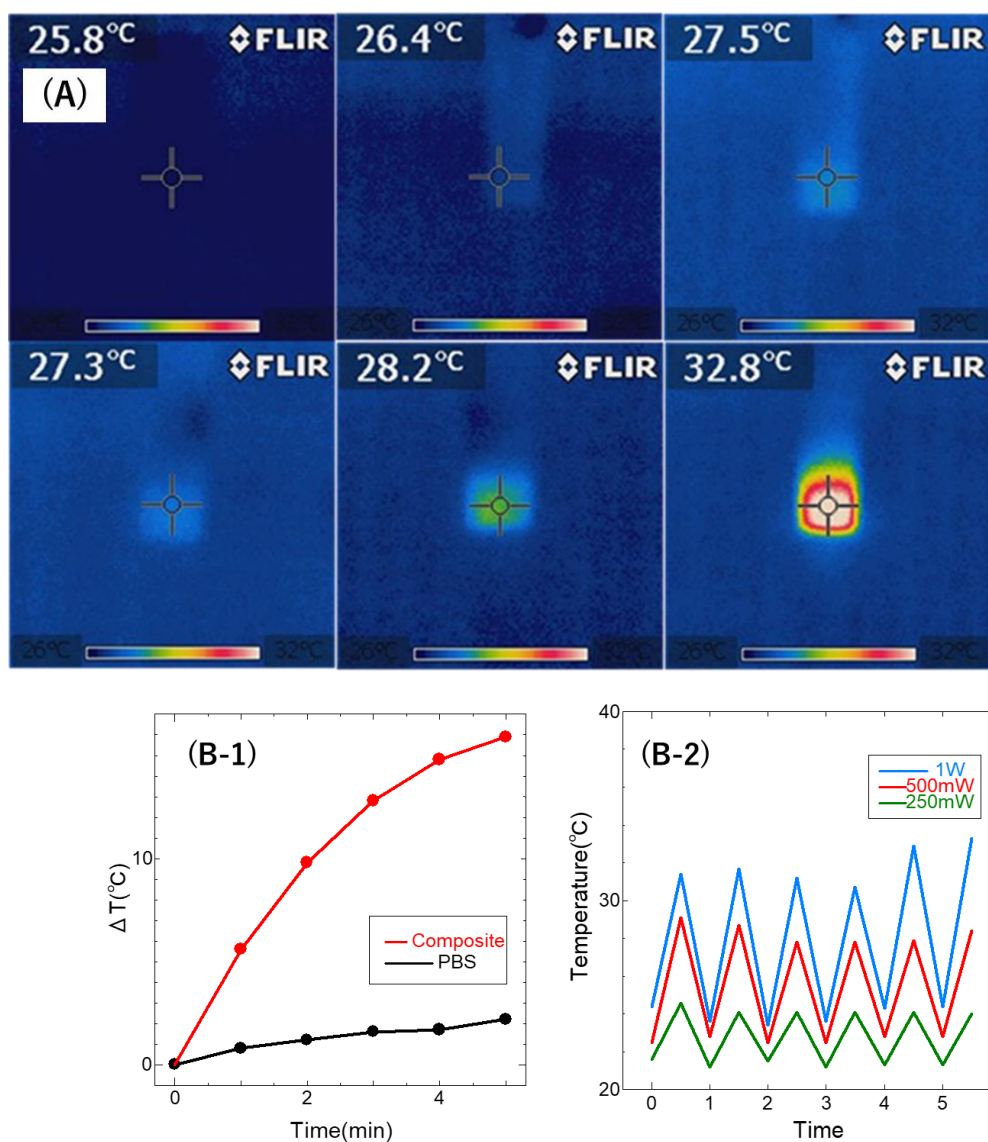 25.8℃ FLIR
(A)
26.4℃ FLIR
26℃ 32℃
27.5℃ FLIR
26℃ 32℃
27.3℃ FLIR
26℃ 32℃
28.2℃ FLIR
26℃ 32℃
32.8℃ FLIR
26℃ 32℃
(B-1)
Δ T(℃)
10
0
Composite
PBS
0 2 4
Time(min)
(B-2)
Temperature(℃)
40
30
20
1W
500mW
250mW
0 1 2 3 4 5
Time